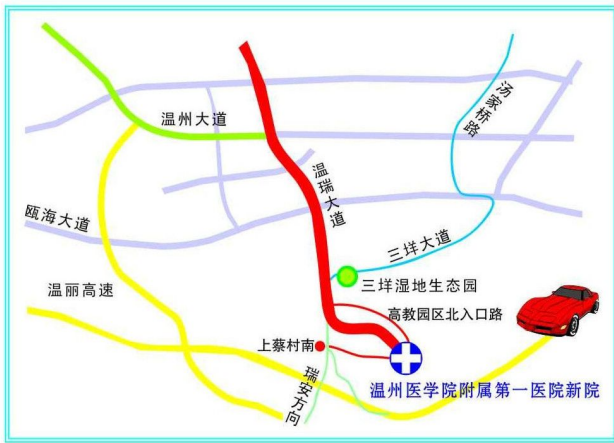 汤家桥路
温州大道
温瑞大道
瓯海大道
三垟大道
温丽高速
三垟湿地生态园
高教园区北入口路
上蔡村南
温州医学院附属第一医院新院
瑞安方向